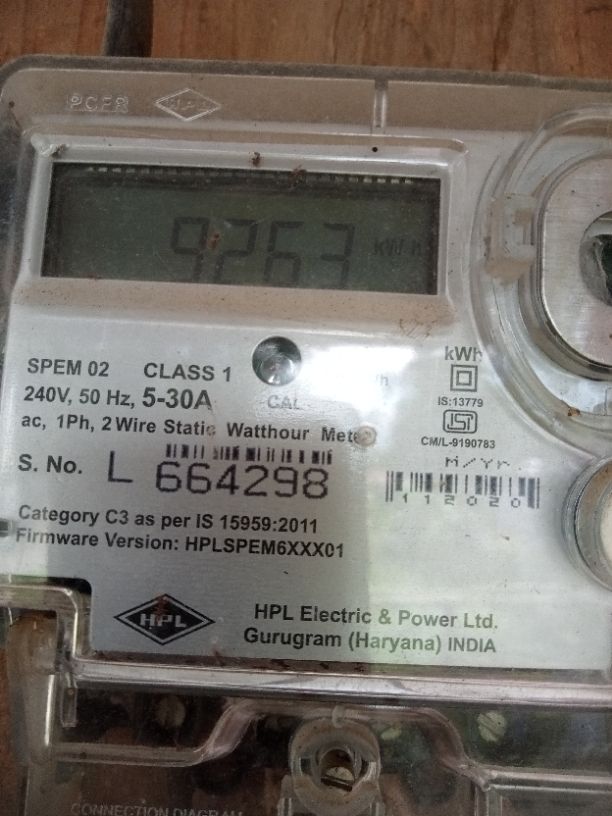 PCFR HPL
9263 kWh
SPEM 02 CLASS 1
240V, 50 Hz, 5-30A
CAL
ac, 1Ph, 2 Wire Static Watthour Meter
kWh
IS:13779
CM/L-9190783
S. No. L 664298
M/Yr.
112020
Category C3 as per IS 15959:2011
Firmware Version: HPLSPEM6XXX01
HPL
HPL Electric & Power Ltd.
Gurugram (Haryana) INDIA
CONNECTION DIAGRAM